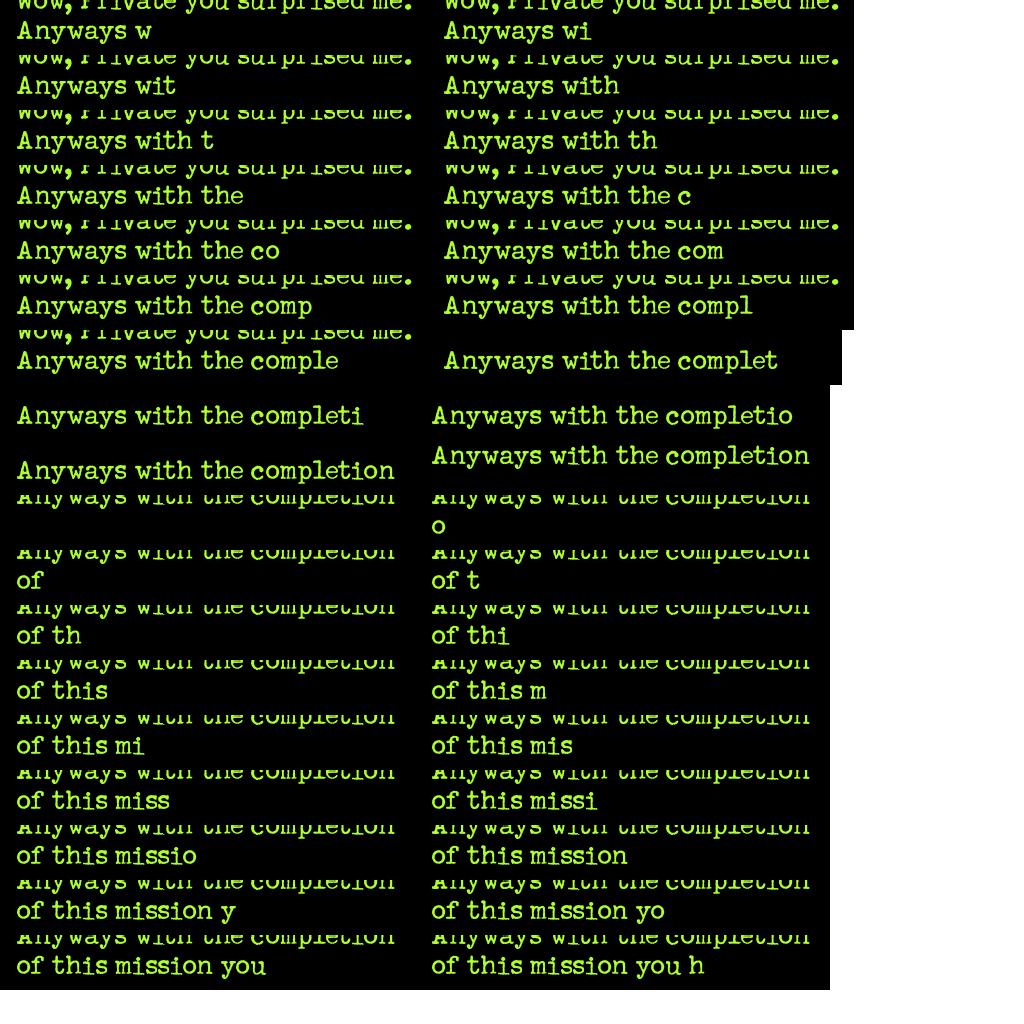 Wow, Private you surprised me. Wow, Private you surprised me.
Anyways w Anyways wi
Wow, Private you surprised me. Wow, Private you surprised me.
Anyways wit Anyways with
Wow, Private you surprised me. Wow, Private you surprised me.
Anyways with t Anyways with th
Wow, Private you surprised me. Wow, Private you surprised me.
Anyways with the Anyways with the c
Wow, Private you surprised me. Wow, Private you surprised me.
Anyways with the co Anyways with the com
Wow, Private you surprised me. Wow, Private you surprised me.
Anyways with the comp Anyways with the compl
Wow, Private you surprised me.
Anyways with the comple Anyways with the complet
Anyways with the completi Anyways with the completio
Anyways with the completion Anyways with the completion
Anyways with the completion Anyways with the completion
o
Anyways with the completion Anyways with the completion
of of t
Anyways with the completion Anyways with the completion
of th of thi
Anyways with the completion Anyways with the completion
of this of this m
Anyways with the completion Anyways with the completion
of this mi of this mis
Anyways with the completion Anyways with the completion
of this miss of this missi
Anyways with the completion Anyways with the completion
of this missio of this mission
Anyways with the completion Anyways with the completion
of this mission y of this mission yo
Anyways with the completion Anyways with the completion
of this mission you of this mission you h